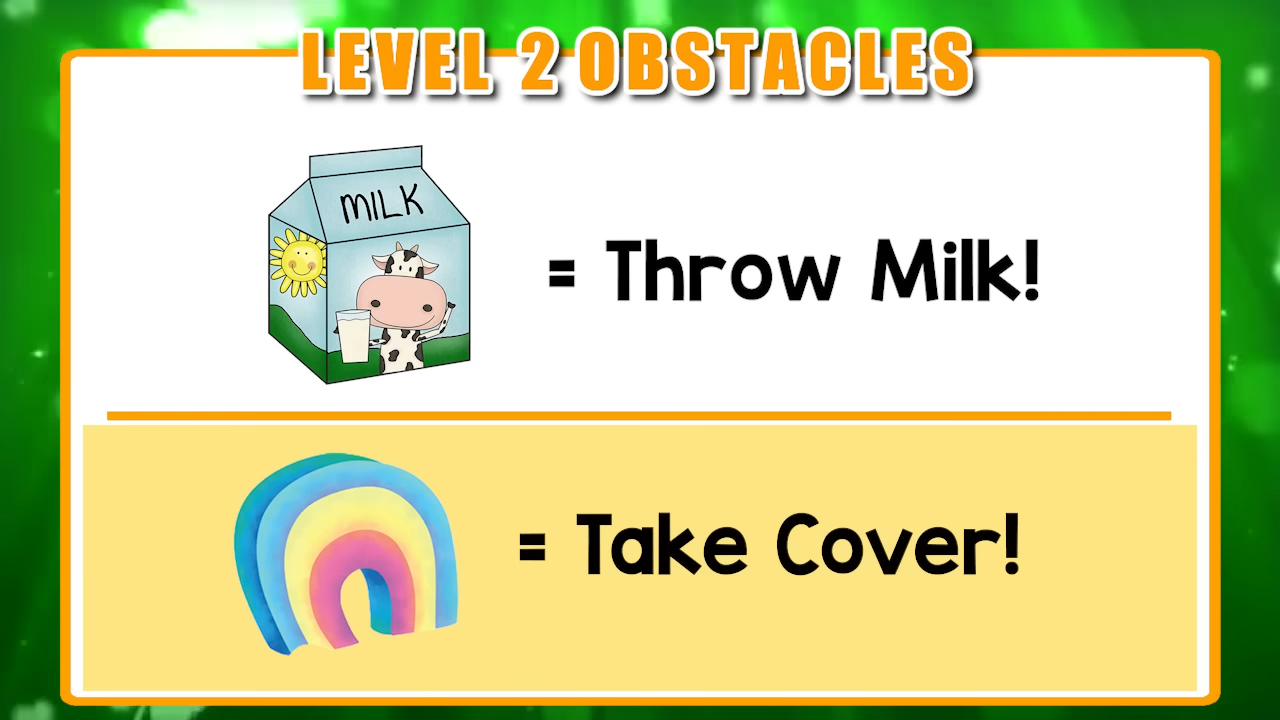 LEVEL 2 OBSTACLES
MILK
= Throw Milk!
= Take Cover!